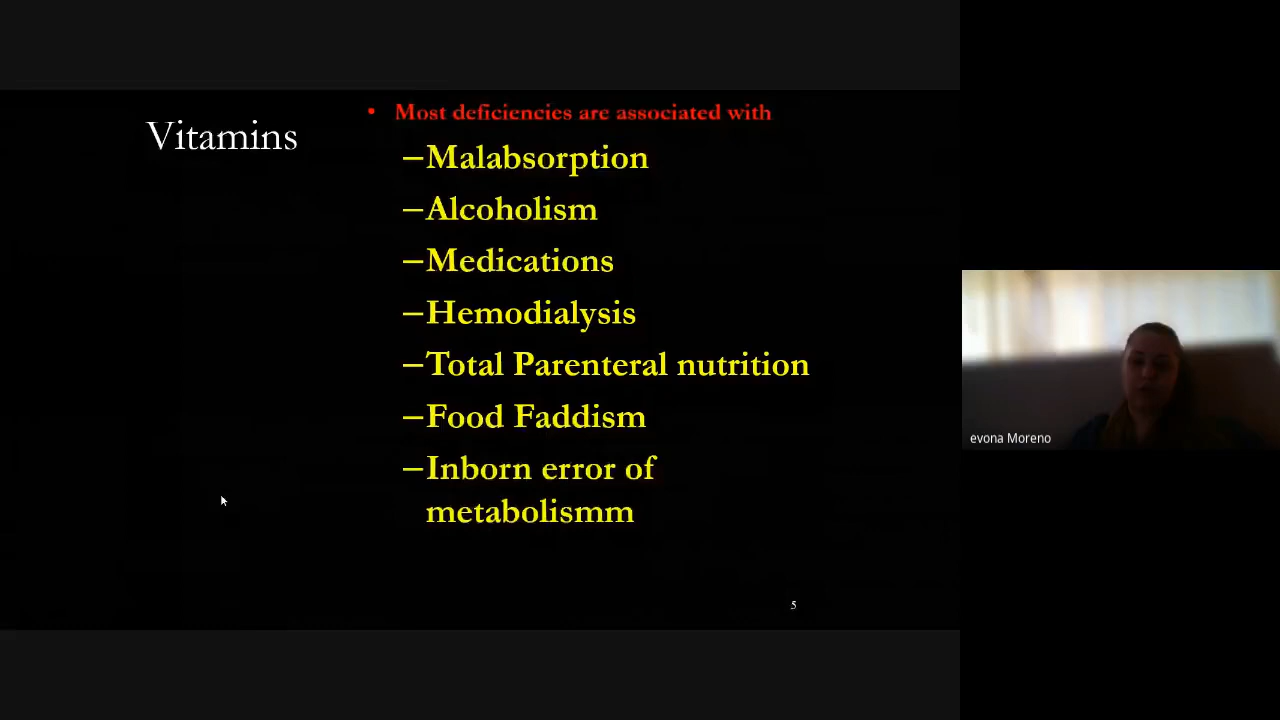 Vitamins
• Most deficiencies are associated with
–Malabsorption
–Alcoholism
–Medications
–Hemodialysis
–Total Parenteral nutrition
–Food Faddism
–Inborn error of
metabolismm
5
evona Moreno